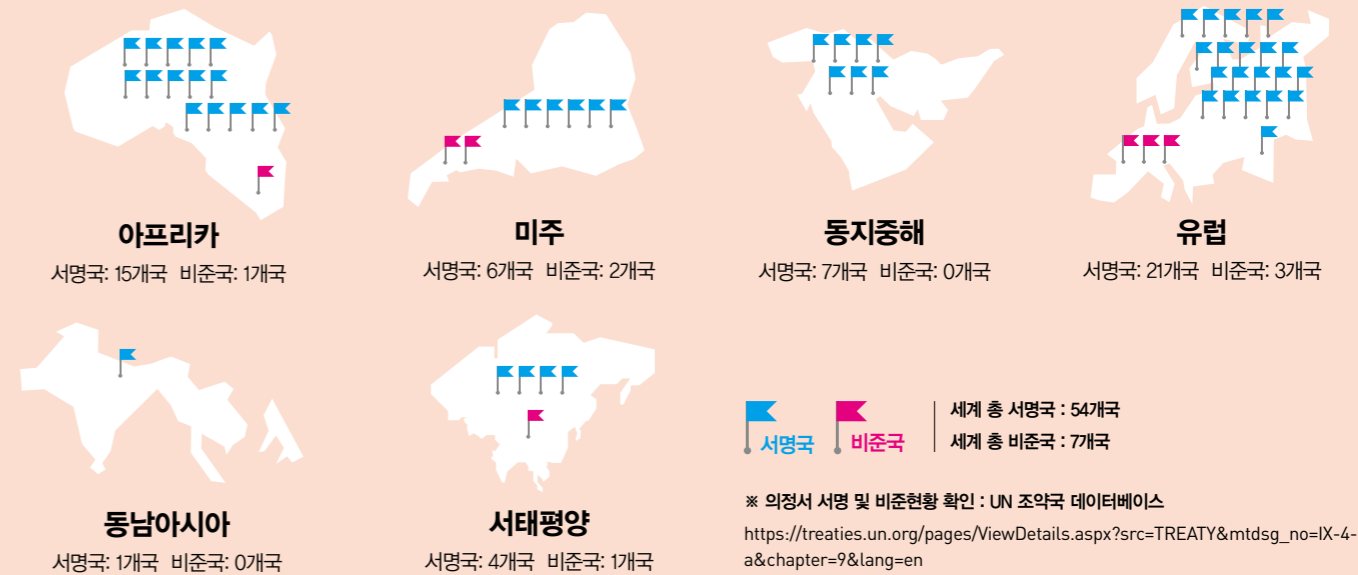 아프리카
서명국: 15개국 비준국: 1개국
미주
서명국: 6개국 비준국: 2개국
동지중해
서명국: 7개국 비준국: 0개국
유럽
서명국: 21개국 비준국: 3개국
동남아시아
서명국: 1개국 비준국: 0개국
서태평양
서명국: 4개국 비준국: 1개국
서명국
비준국
세계 총 서명국 : 54개국
세계 총 비준국 : 7개국
※ 의정서 서명 및 비준현황 확인 : UN 조약국 데이터베이스
https://treaties.un.org/pages/ViewDetails.aspx?src=TREATY&mtdsg_no=IX-4-
a&chapter=9&lang=en